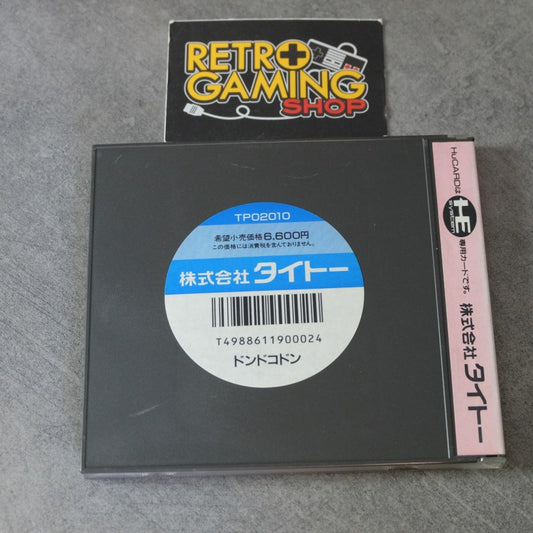 RETRO
GAMING
SHOP
TP02010
希望小売価格 6,600円
この価格には消費税を含んでおりません。
株式会社 タイトー
T4988611900024
ドンドコドン
HuCARDは
HE
SYSTEM
専用カードです。
株式会社 タイトー